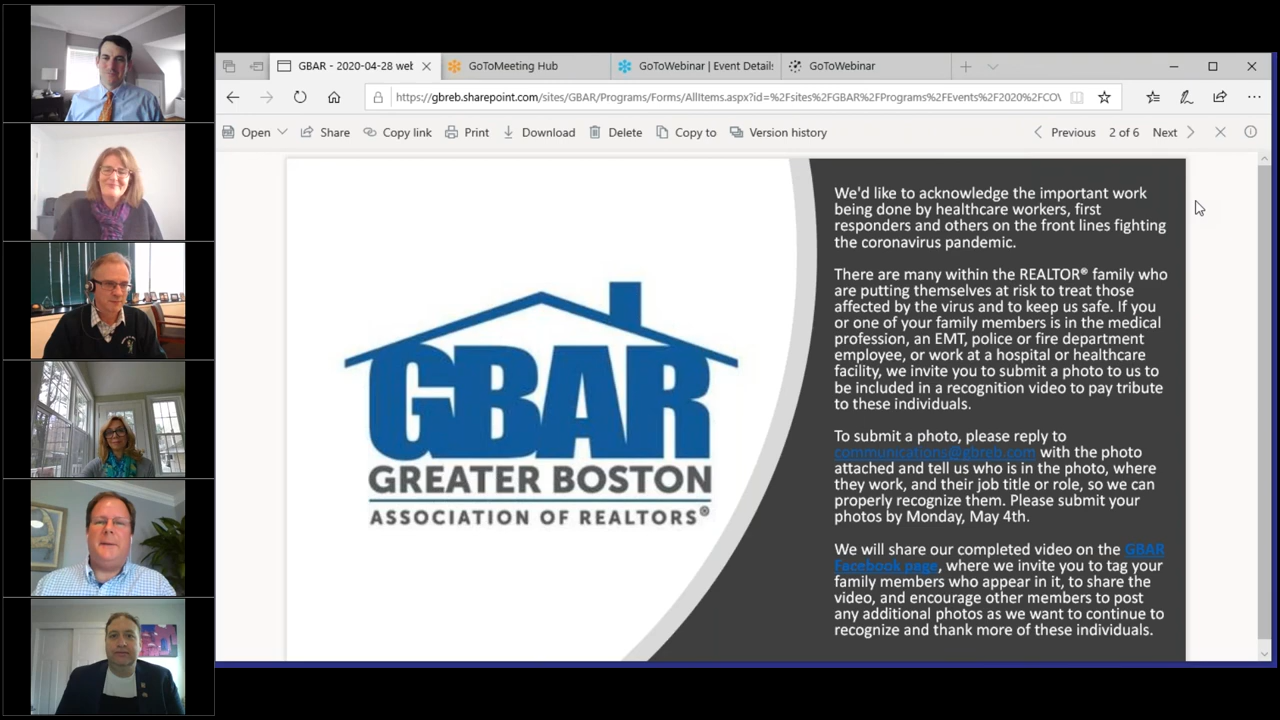 GBAR - 2020-04-28 wet
GoToMeeting Hub
GoToWebinar | Event Details
GoToWebinar
https://gbreb.sharepoint.com/sites/GBAR/Programs/Forms/AllItems.aspx?id=%2Fsites%2FGBAR%2FPrograms%2FEvents%2F2020%2FCO
Open
Share
Copy link
Print
Download
Delete
Copy to
Version history
Previous
2 of 6
Next
GBAR
GREATER BOSTON
ASSOCIATION OF REALTORS®
We'd like to acknowledge the important work
being done by healthcare workers, first
responders and others on the front lines fighting
the coronavirus pandemic.
There are many within the REALTOR® family who
are putting themselves at risk to treat those
affected by the virus and to keep us safe. If you
or one of your family members is in the medical
profession, an EMT, police or fire department
employee, or work at a hospital or healthcare
facility, we invite you to submit a photo to us to
be included in a recognition video to pay tribute
to these individuals.
To submit a photo, please reply to
communications@gbreb.com with the photo
attached and tell us who is in the photo, where
they work, and their job title or role, so we can
properly recognize them. Please submit your
photos by Monday, May 4th.
We will share our completed video on the GBAR
Facebook page, where we invite you to tag your
family members who appear in it, to share the
video, and encourage other members to post
any additional photos as we want to continue to
recognize and thank more of these individuals.